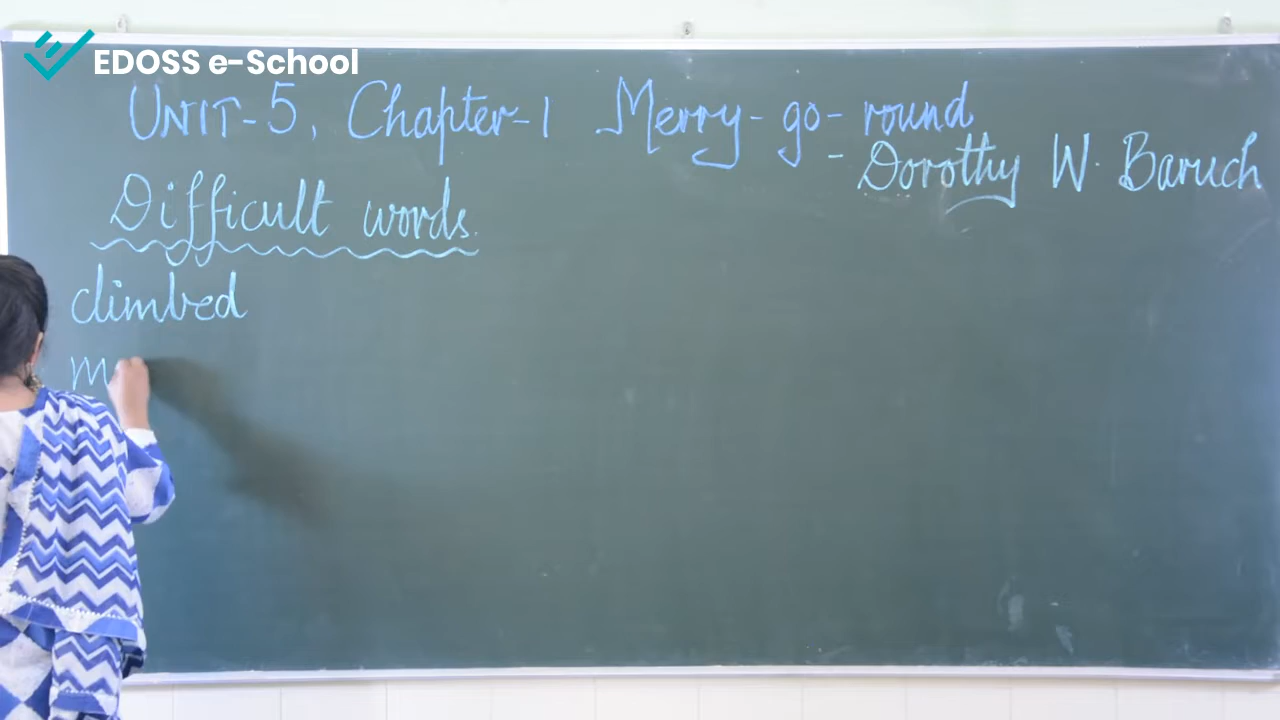 EDOSS e-School
UNIT-5, Chapter-1 Merry-go-round
- Dorothy W. Baruch
Difficult words.
climbed
m